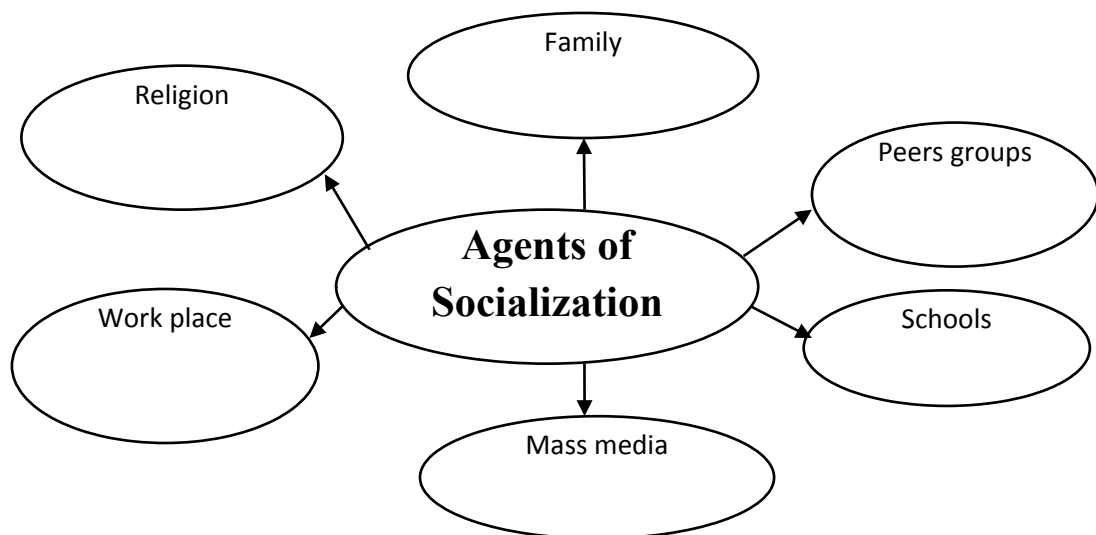 Family
Religion
Peers groups
Agents of
Socialization
Work place
Schools
Mass media